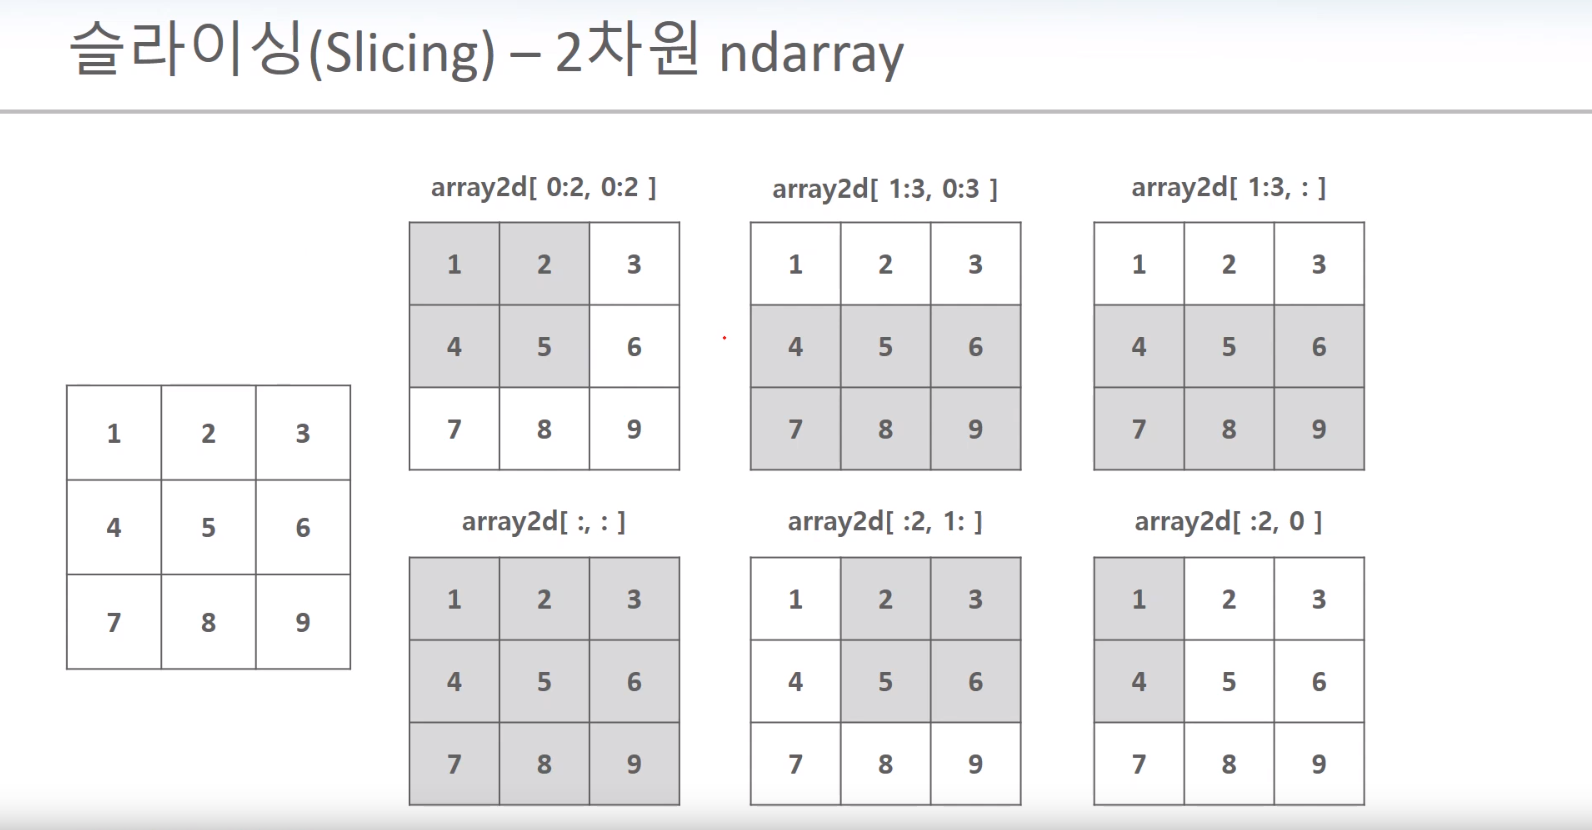 슬라이싱(Slicing) – 2차원 ndarray
array2d[ 0:2, 0:2 ]
1 2 3
4 5 6
7 8 9
array2d[ 1:3, 0:3 ]
1 2 3
4 5 6
7 8 9
array2d[ 1:3, : ]
1 2 3
4 5 6
7 8 9
1 2 3
4 5 6
7 8 9
array2d[ :, : ]
1 2 3
4 5 6
7 8 9
array2d[ :2, 1: ]
1 2 3
4 5 6
7 8 9
array2d[ :2, 0 ]
1 2 3
4 5 6
7 8 9